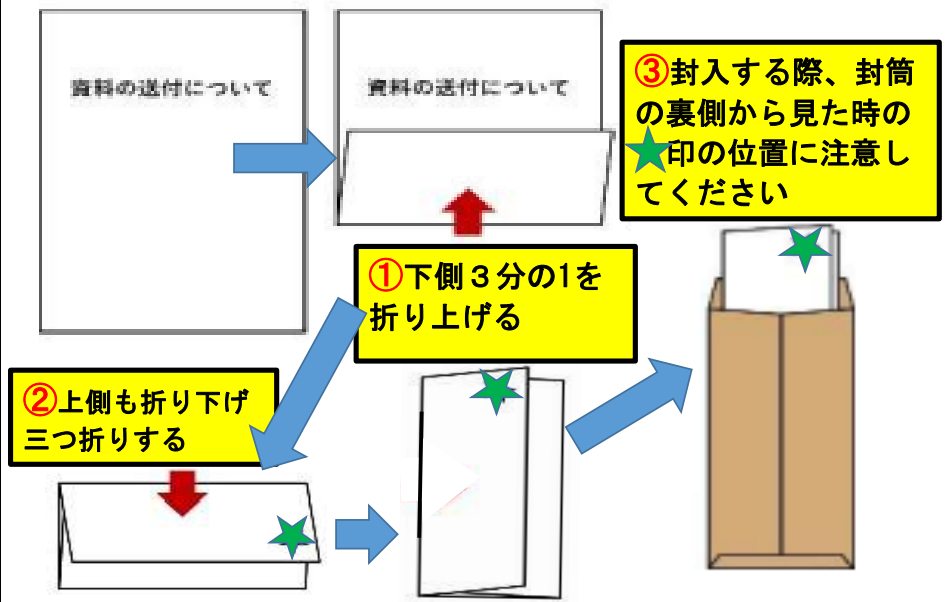 資料の送付について
資料の送付について
③封入する際、封筒
の裏側から見た時の
★印の位置に注意し
てください
①下側３分の1を
折り上げる
②上側も折り下げ
三つ折りする